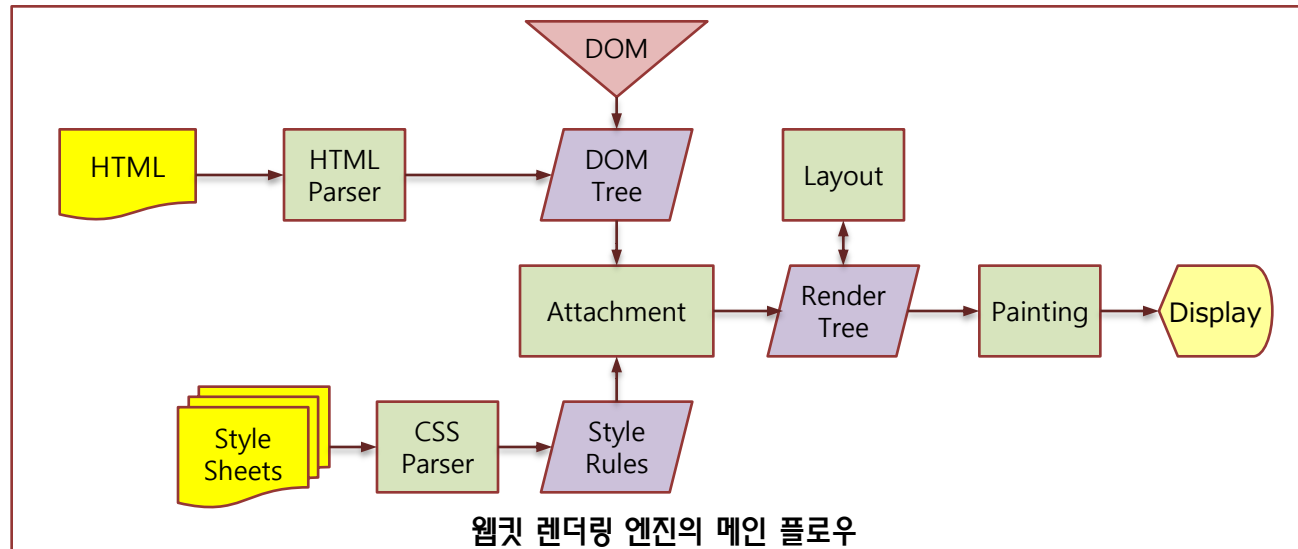 DOM
HTML
HTML
Parser
DOM
Tree
Layout
Attachment
Render
Tree
Painting
Display
Style
Sheets
CSS
Parser
Style
Rules
웹킷 렌더링 엔진의 메인 플로우